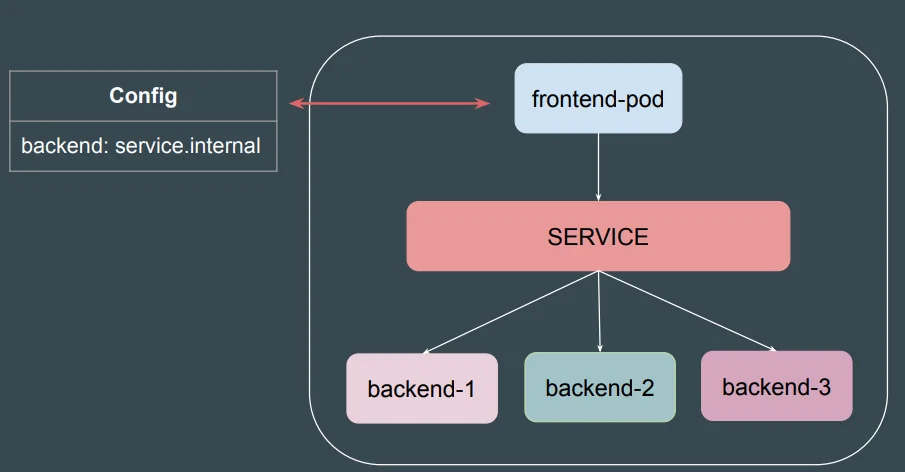 Config
backend: service.internal
frontend-pod
SERVICE
backend-1
backend-2
backend-3